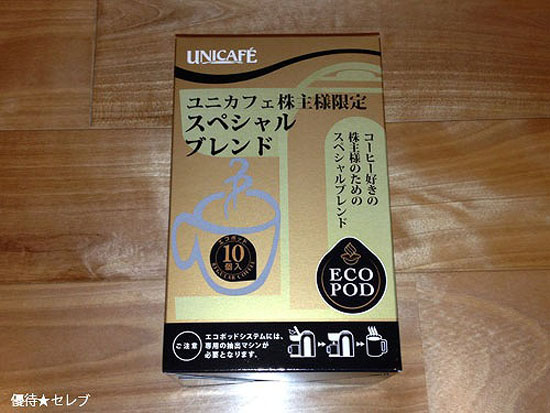 UNICAFÉ
ユニカフェ株主様限定
スペシャル
ブレンド
コーヒー好きの
株主様のための
スペシャルブレンド
エコポッド
10
個入
REGULAR COFFEE
ECO
POD
ご注意
エコポッドシステムには、
専用の抽出マシンが
必要となります。
優待★セレブ